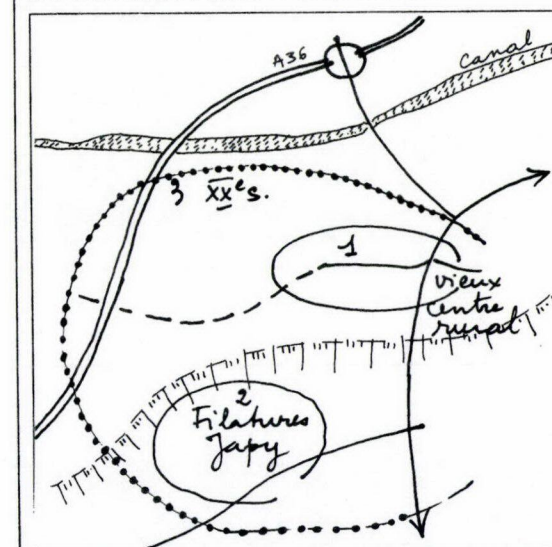 A36
Canal
3 XXe s.
1
vieux
centre
rural
2
Filatures
Japy